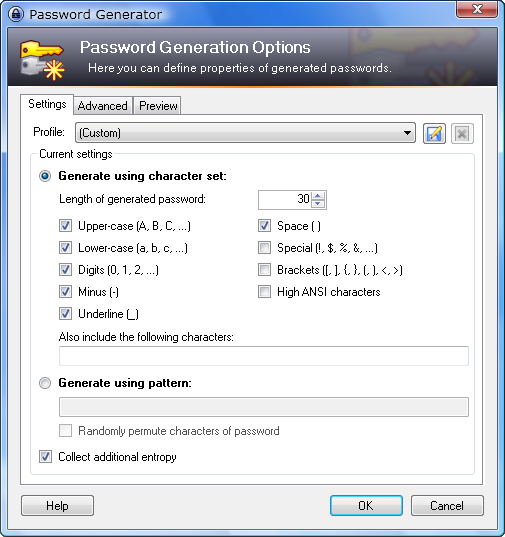 Password Generator
Password Generation Options
Here you can define properties of generated passwords.
Settings Advanced Preview
Profile: (Custom)
Current settings
Generate using character set:
Length of generated password: 30
Upper-case (A, B, C, ...) Space ( )
Lower-case (a, b, c, ...) Special (!, $, %, &, ...)
Digits (0, 1, 2, ...) Brackets ([, ], {, }, (, ), <, >)
Minus (-) High ANSI characters
Underline (_)
Also include the following characters:
Generate using pattern:
Randomly permute characters of password
Collect additional entropy
Help OK Cancel